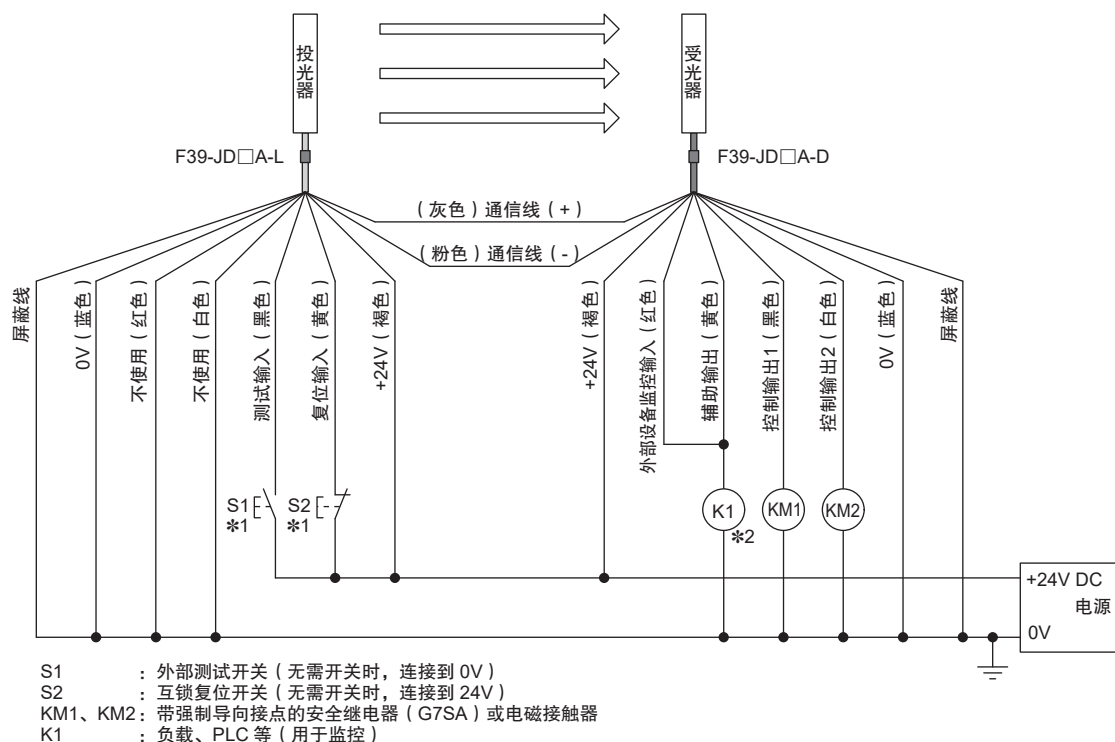 投光器
受光器
F39-JD□A-L
F39-JD□A-D
（灰色）通信线（+）
（粉色）通信线（-）
屏蔽线
0V（蓝色）
不使用（红色）
不使用（白色）
测试输入（黑色）
复位输入（黄色）
+24V（褐色）
+24V（褐色）
外部设备监控输入（红色）
辅助输出（黄色）
控制输出1（黑色）
控制输出2（白色）
0V（蓝色）
屏蔽线
S1
*1
S2
*1
K1
*2
KM1
KM2
+24V DC
电源
0V
S1 ：外部测试开关（无需开关时，连接到 0V）
S2 ：互锁复位开关（无需开关时，连接到 24V）
KM1、KM2：带强制导向接点的安全继电器（G7SA）或电磁接触器
K1 ：负载、PLC 等（用于监控）